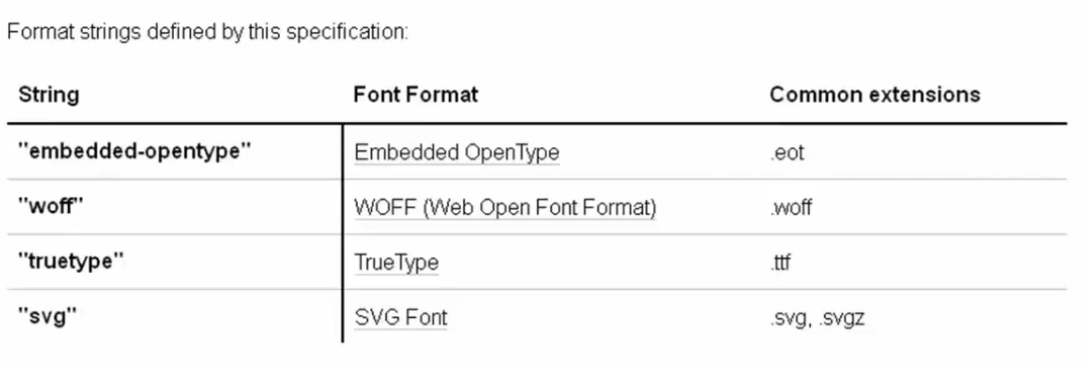 Format strings defined by this specification:
String Font Format Common extensions
"embedded-opentype" Embedded OpenType .eot
"woff" WOFF (Web Open Font Format) .woff
"truetype" TrueType .ttf
"svg" SVG Font .svg, .svgz